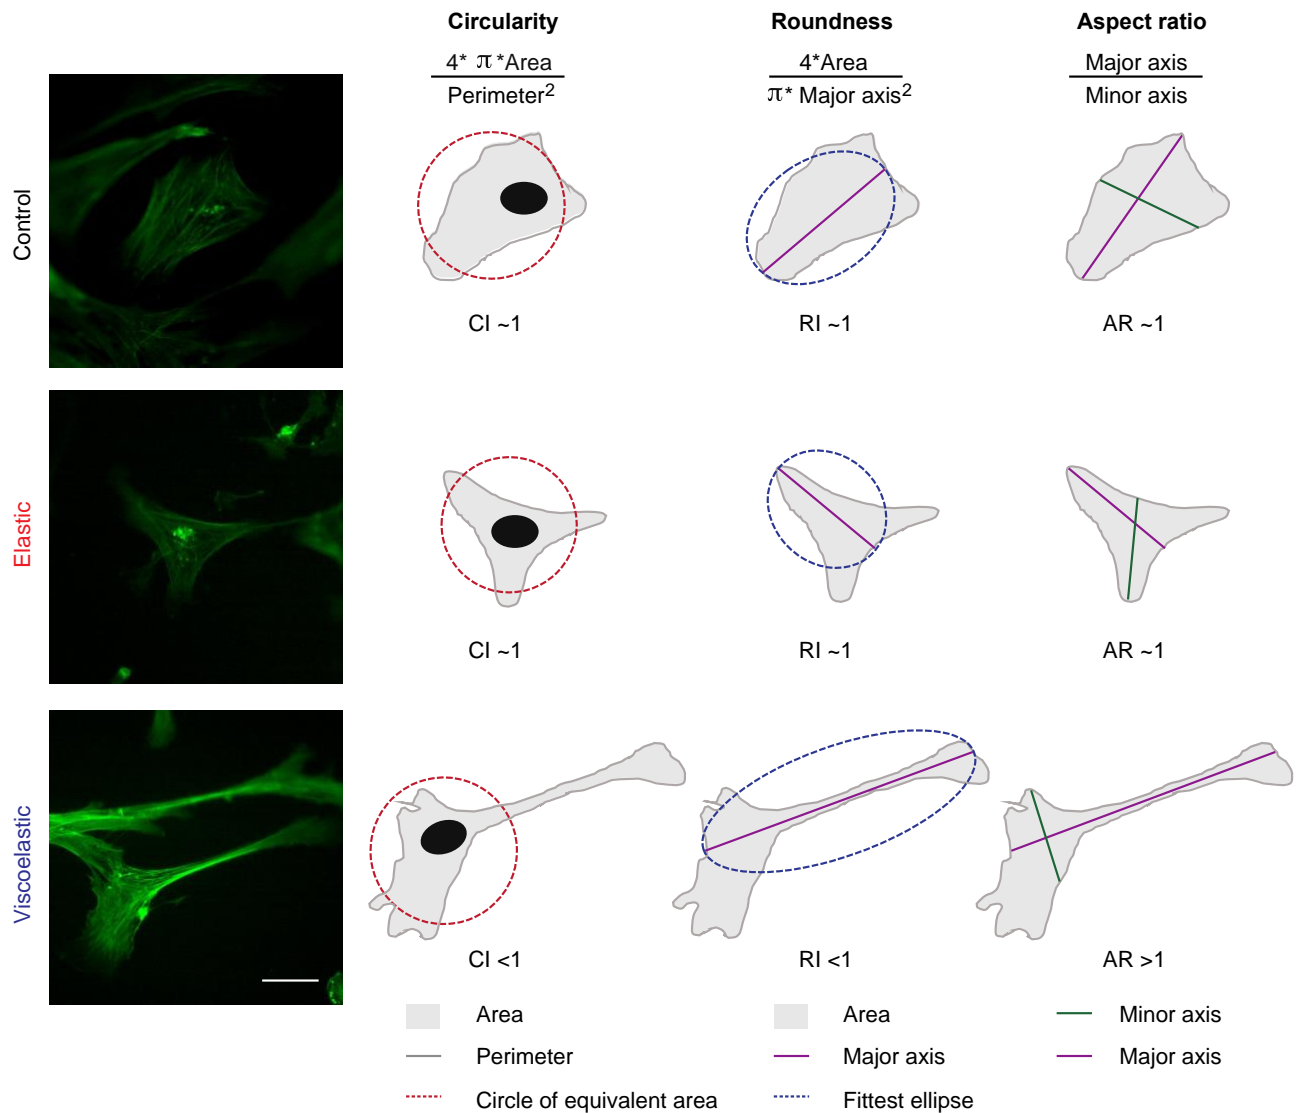 Circularity
Roundness
Aspect ratio
4* π *Area
Perimeter2
4*Area
π* Major axis2
Major axis
Minor axis
Control
CI ~1
RI ~1
AR ~1
Elastic
CI ~1
RI ~1
AR ~1
Viscoelastic
CI <1
RI <1
AR >1
Area
Perimeter
Circle of equivalent area
Area
Major axis
Fittest ellipse
Minor axis
Major axis